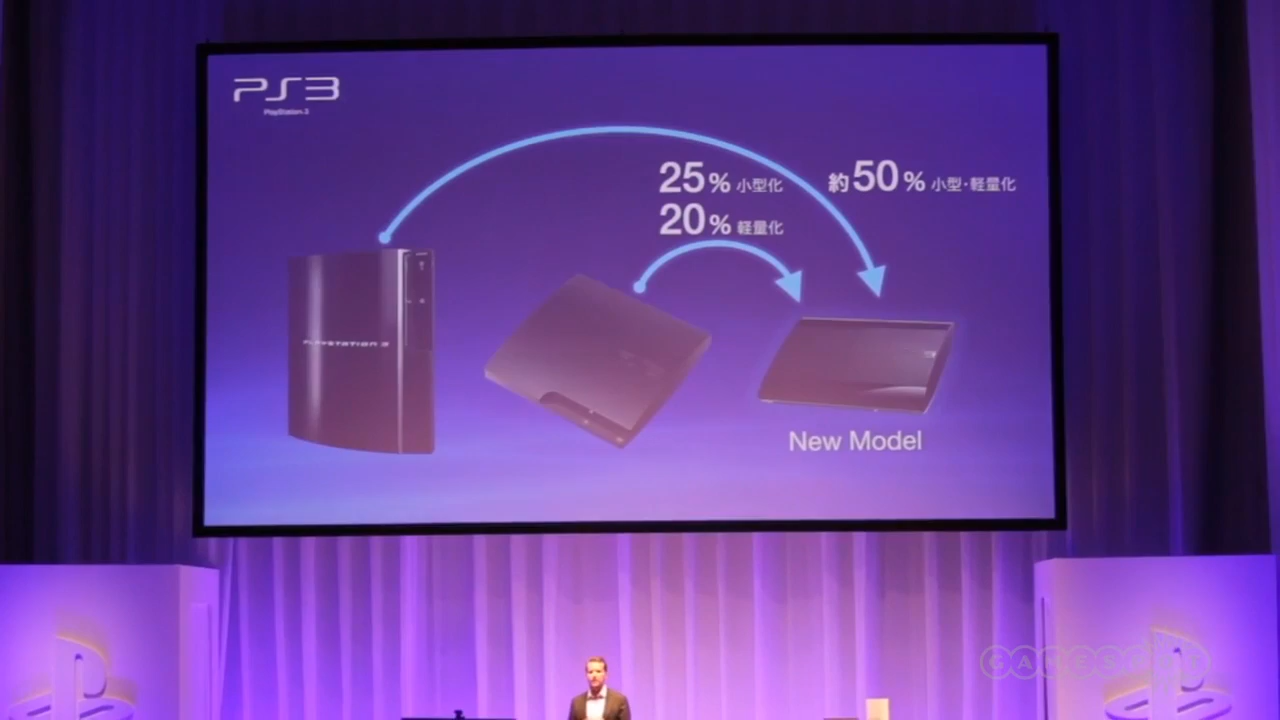 PS3
PlayStation 3
25% 小型化
20% 軽量化
約50% 小型・軽量化
PLAYSTATION 3
New Model
GAMESPOT